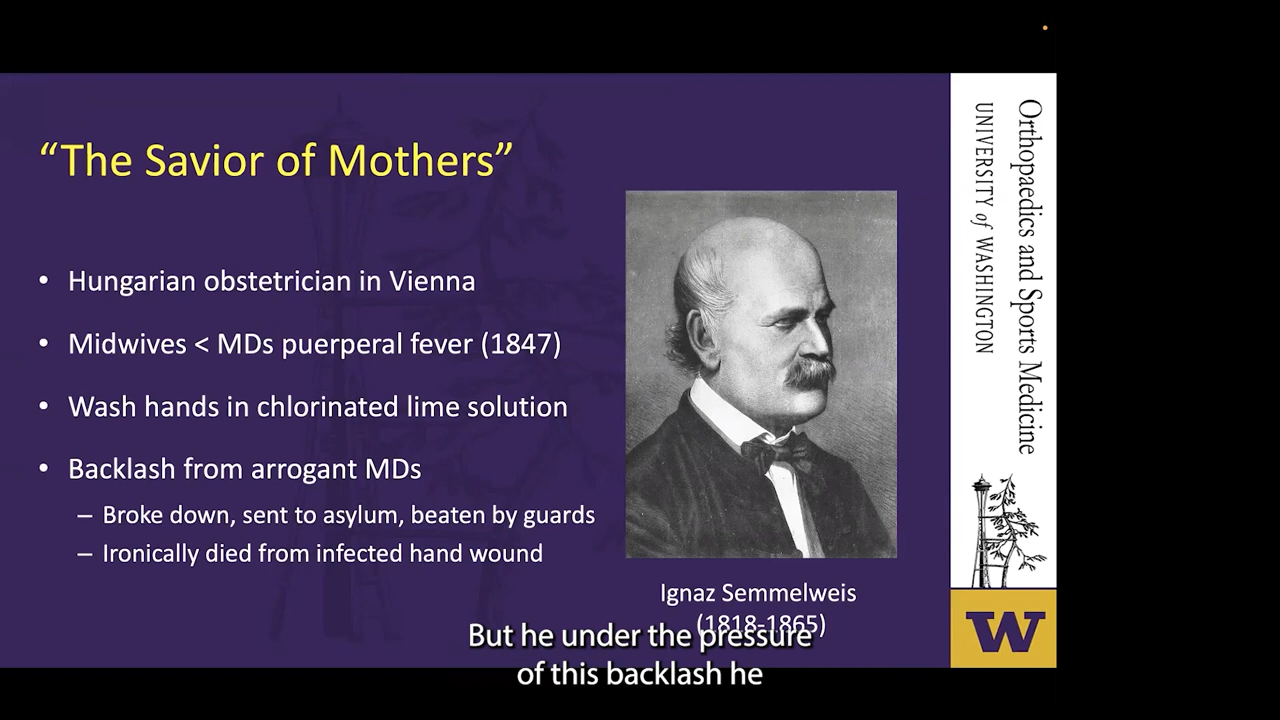 “The Savior of Mothers”
• Hungarian obstetrician in Vienna
• Midwives < MDs puerperal fever (1847)
• Wash hands in chlorinated lime solution
• Backlash from arrogant MDs
– Broke down, sent to asylum, beaten by guards
– Ironically died from infected hand wound
Ignaz Semmelweis
(1818-1865)
But he under the pressure
of this backlash he
Orthopaedics and Sports Medicine
UNIVERSITY of WASHINGTON
W